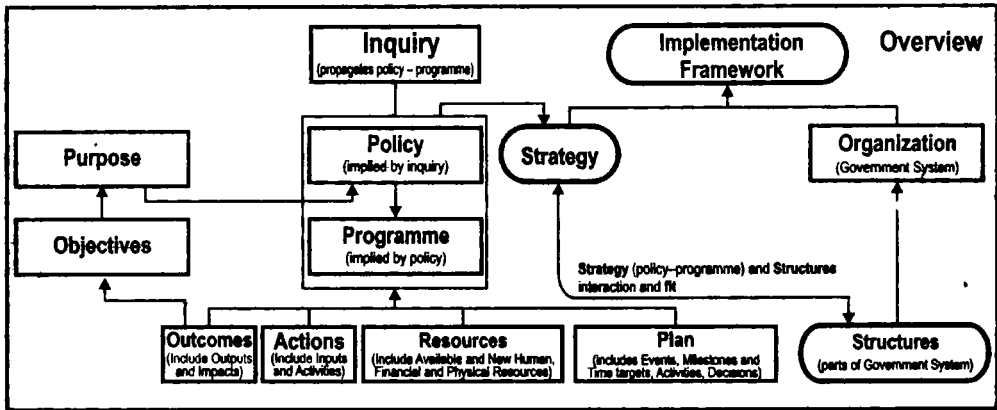 Overview
Inquiry
(propagates policy – programme)
Implementation
Framework
Policy
(implied by inquiry)
Strategy
Organization
(Government System)
Purpose
Objectives
Programme
(implied by policy)
Strategy (policy–programme) and Structures
interaction and fit
Outcomes
(Include Outputs
and Impacts)
Actions
(Include Inputs
and Activities)
Resources
(Include Available and New Human,
Financial and Physical Resources)
Plan
(includes Events, Milestones and
Time targets, Activities, Decisions)
Structures
(parts of Government System)